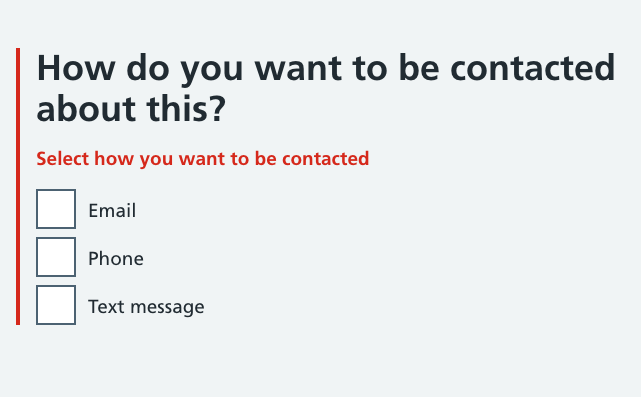 How do you want to be contacted
about this?
Select how you want to be contacted
Email
Phone
Text message